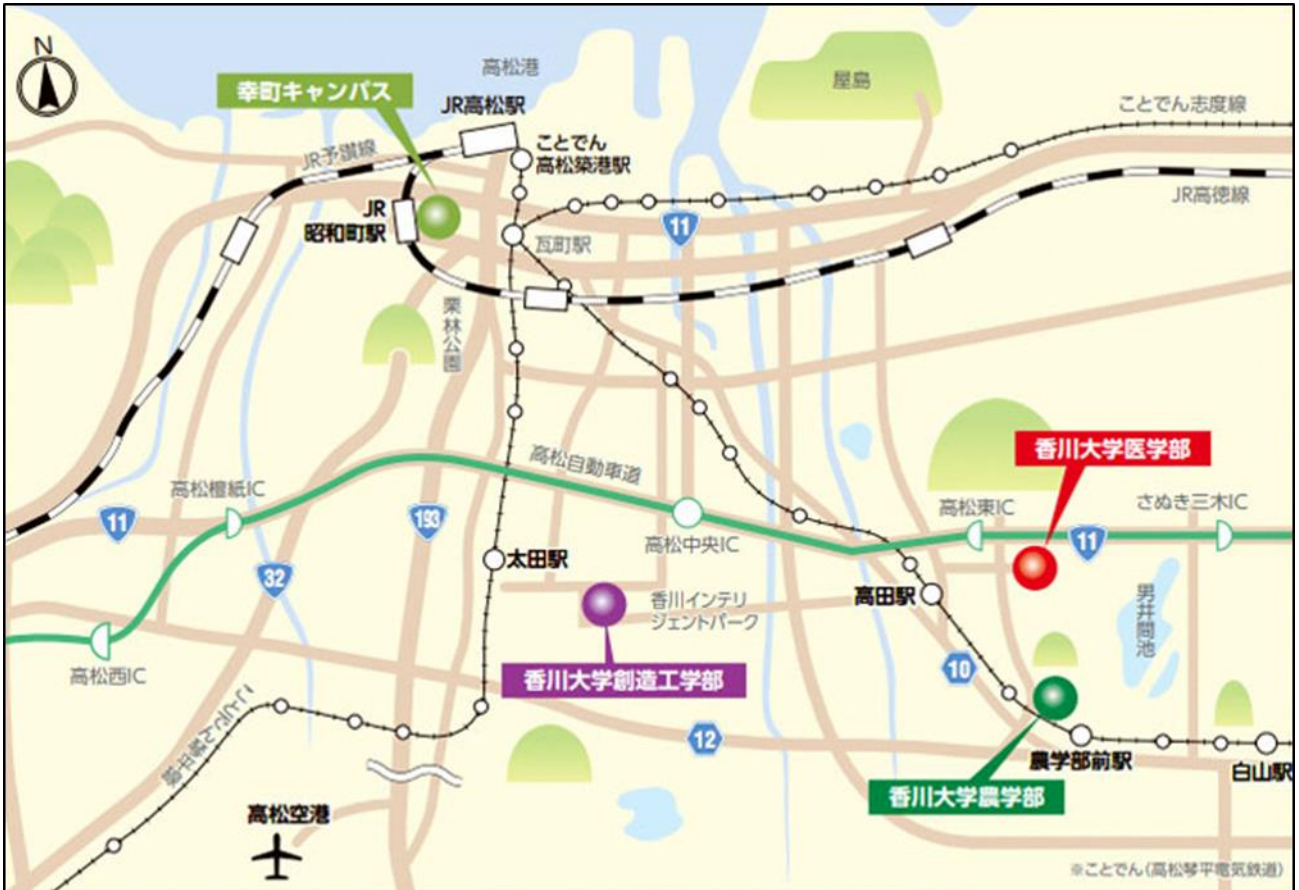 N
高松港
屋島
幸町キャンパス
JR高松駅
ことでん志度線
JR予讃線
ことでん
高松築港駅
JR高徳線
JR
昭和町駅
11
瓦町駅
栗林公園
香川大学医学部
高松自動車道
高松檀紙IC
高松東IC
さぬき三木IC
11
193
高松中央IC
11
太田駅
32
高田駅
香川インテリ
ジェントパーク
男井間池
高松西IC
香川大学創造工学部
10
ことでん琴平線
12
農学部前駅
白山駅
香川大学農学部
高松空港
※ことでん(高松琴平電気鉄道)